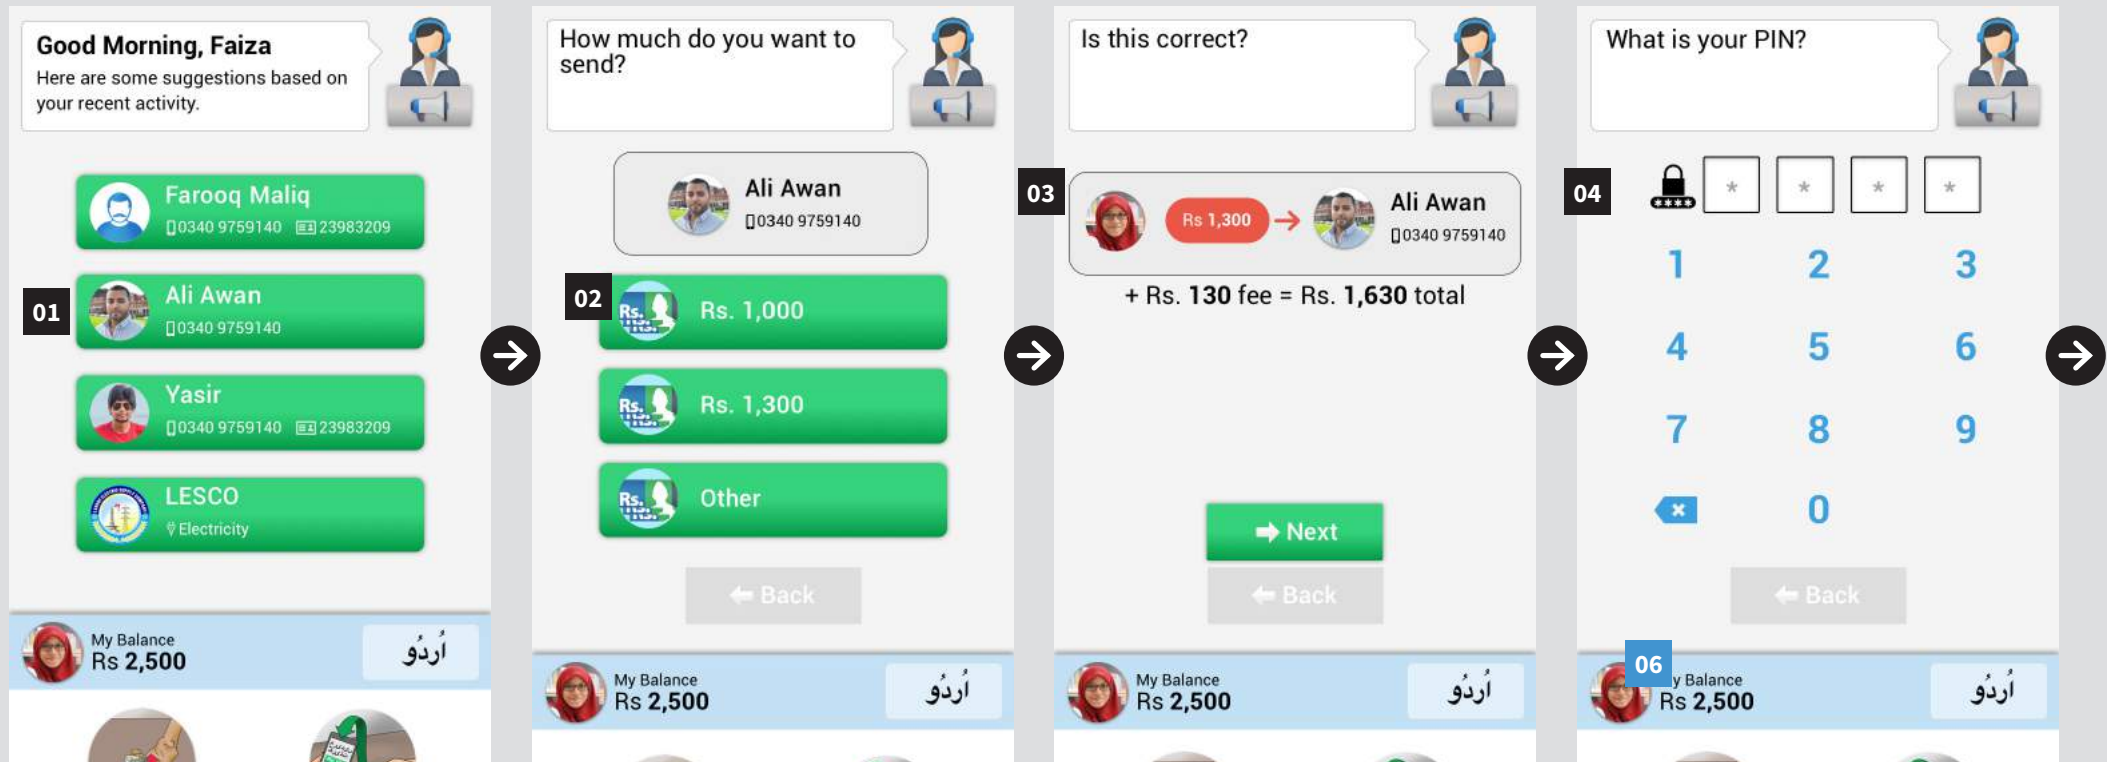 Good Morning, Faiza
Here are some suggestions based on
your recent activity.
Farooq Maliq
0340 9759140 23983209
01
Ali Awan
0340 9759140
Yasir
0340 9759140 23983209
LESCO
Electricity
My Balance
Rs 2,500
اُردُو
How much do you want to
send?
Ali Awan
0340 9759140
02
Rs. Rs. 1,000
Rs. Rs. 1,300
Rs. Other
Back
My Balance
Rs 2,500
اُردُو
Is this correct?
03
Rs 1,300
Ali Awan
0340 9759140
+ Rs. 130 fee = Rs. 1,630 total
Next
Back
My Balance
Rs 2,500
اُردُو
What is your PIN?
04
**** * * * *
1 2 3
4 5 6
7 8 9
0
Back
06
y Balance
Rs 2,500
اُردُو